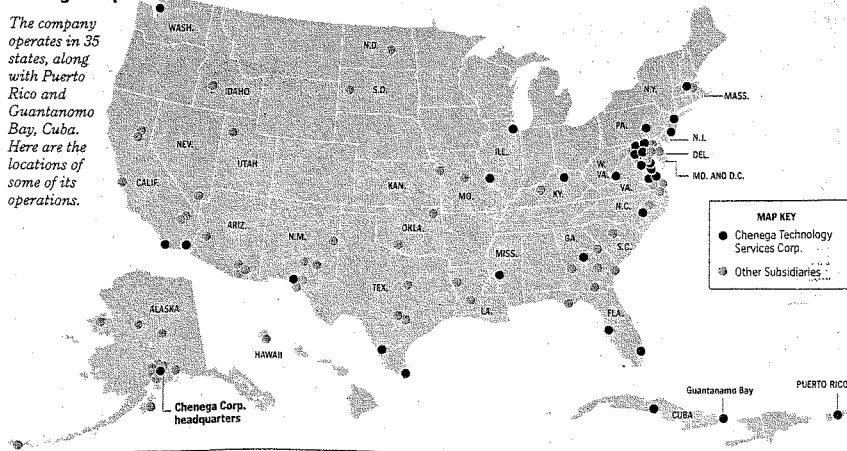 The company
operates in 35
states, along
with Puerto
Rico and
Guantanomo
Bay, Cuba.
Here are the
locations of
some of its
operations.
WASH.
N.D.
IDAHO
S.D.
N.Y.
MASS.
PA.
N.J.
NEV.
UTAH
ILL.
DEL.
W.
VA.
MD. AND D.C.
CALIF.
KAN.
MO.
KY.
VA.
N.C.
ARIZ.
N.M.
OKLA.
MISS.
GA.
S.C.
TEX.
LA.
FLA.
MAP KEY
Chenega Technology
Services Corp.
Other Subsidiaries
ALASKA
HAWAII
Chenega Corp.
headquarters
Guantanamo Bay
PUERTO RICO
CUBA